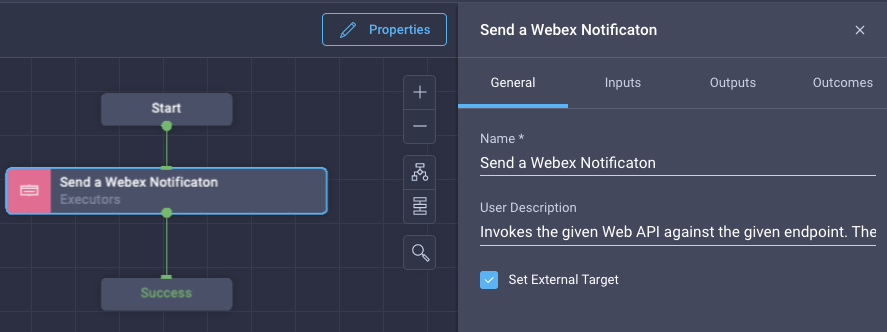 Properties
Start
Send a Webex Notificaton
Executors
Success
Send a Webex Notificaton
General Inputs Outputs Outcomes
Name *
Send a Webex Notificaton
User Description
Invokes the given Web API against the given endpoint. The
Set External Target